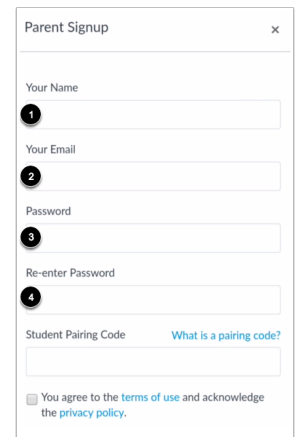 Parent Signup ×
Your Name
1
Your Email
2
Password
3
Re-enter Password
4
Student Pairing Code What is a pairing code?
You agree to the terms of use and acknowledge
the privacy policy.